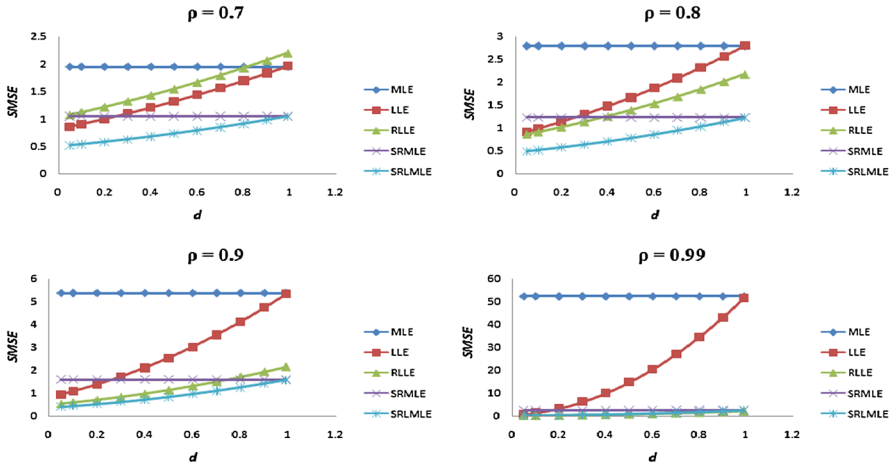 ρ = 0.7
SMSE
2.5
2
1.5
1
0.5
0
0 0.2 0.4 0.6 0.8 1 1.2
d
MLE
LLE
RLLE
SRMLE
SRLMLE
ρ = 0.8
SMSE
3
2.5
2
1.5
1
0.5
0
0 0.2 0.4 0.6 0.8 1 1.2
d
MLE
LLE
RLLE
SRMLE
SRLMLE
ρ = 0.9
SMSE
6
5
4
3
2
1
0
0 0.2 0.4 0.6 0.8 1 1.2
d
MLE
LLE
RLLE
SRMLE
SRLMLE
ρ = 0.99
SMSE
60
50
40
30
20
10
0
0 0.2 0.4 0.6 0.8 1 1.2
d
MLE
LLE
RLLE
SRMLE
SRLMLE